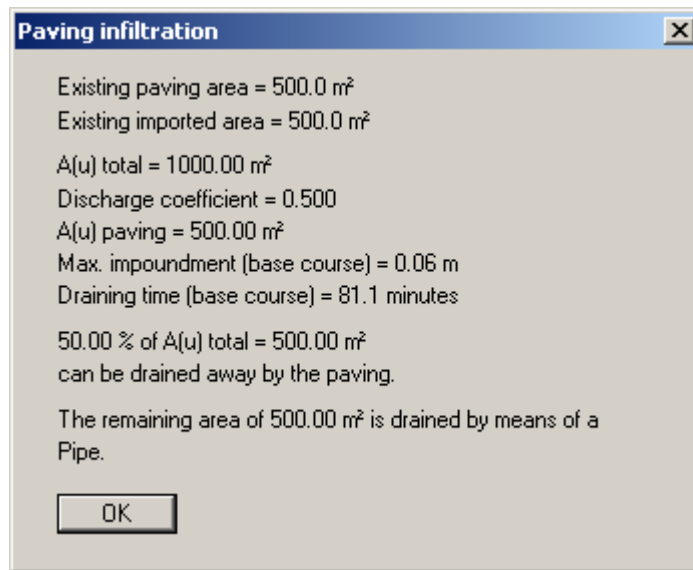 Paving infiltration
Existing paving area = 500.0 m²
Existing imported area = 500.0 m²
A(u) total = 1000.00 m²
Discharge coefficient = 0.500
A(u) paving = 500.00 m²
Max. impoundment (base course) = 0.06 m
Draining time (base course) = 81.1 minutes
50.00 % of A(u) total = 500.00 m²
can be drained away by the paving.
The remaining area of 500.00 m² is drained by means of a
Pipe.
OK